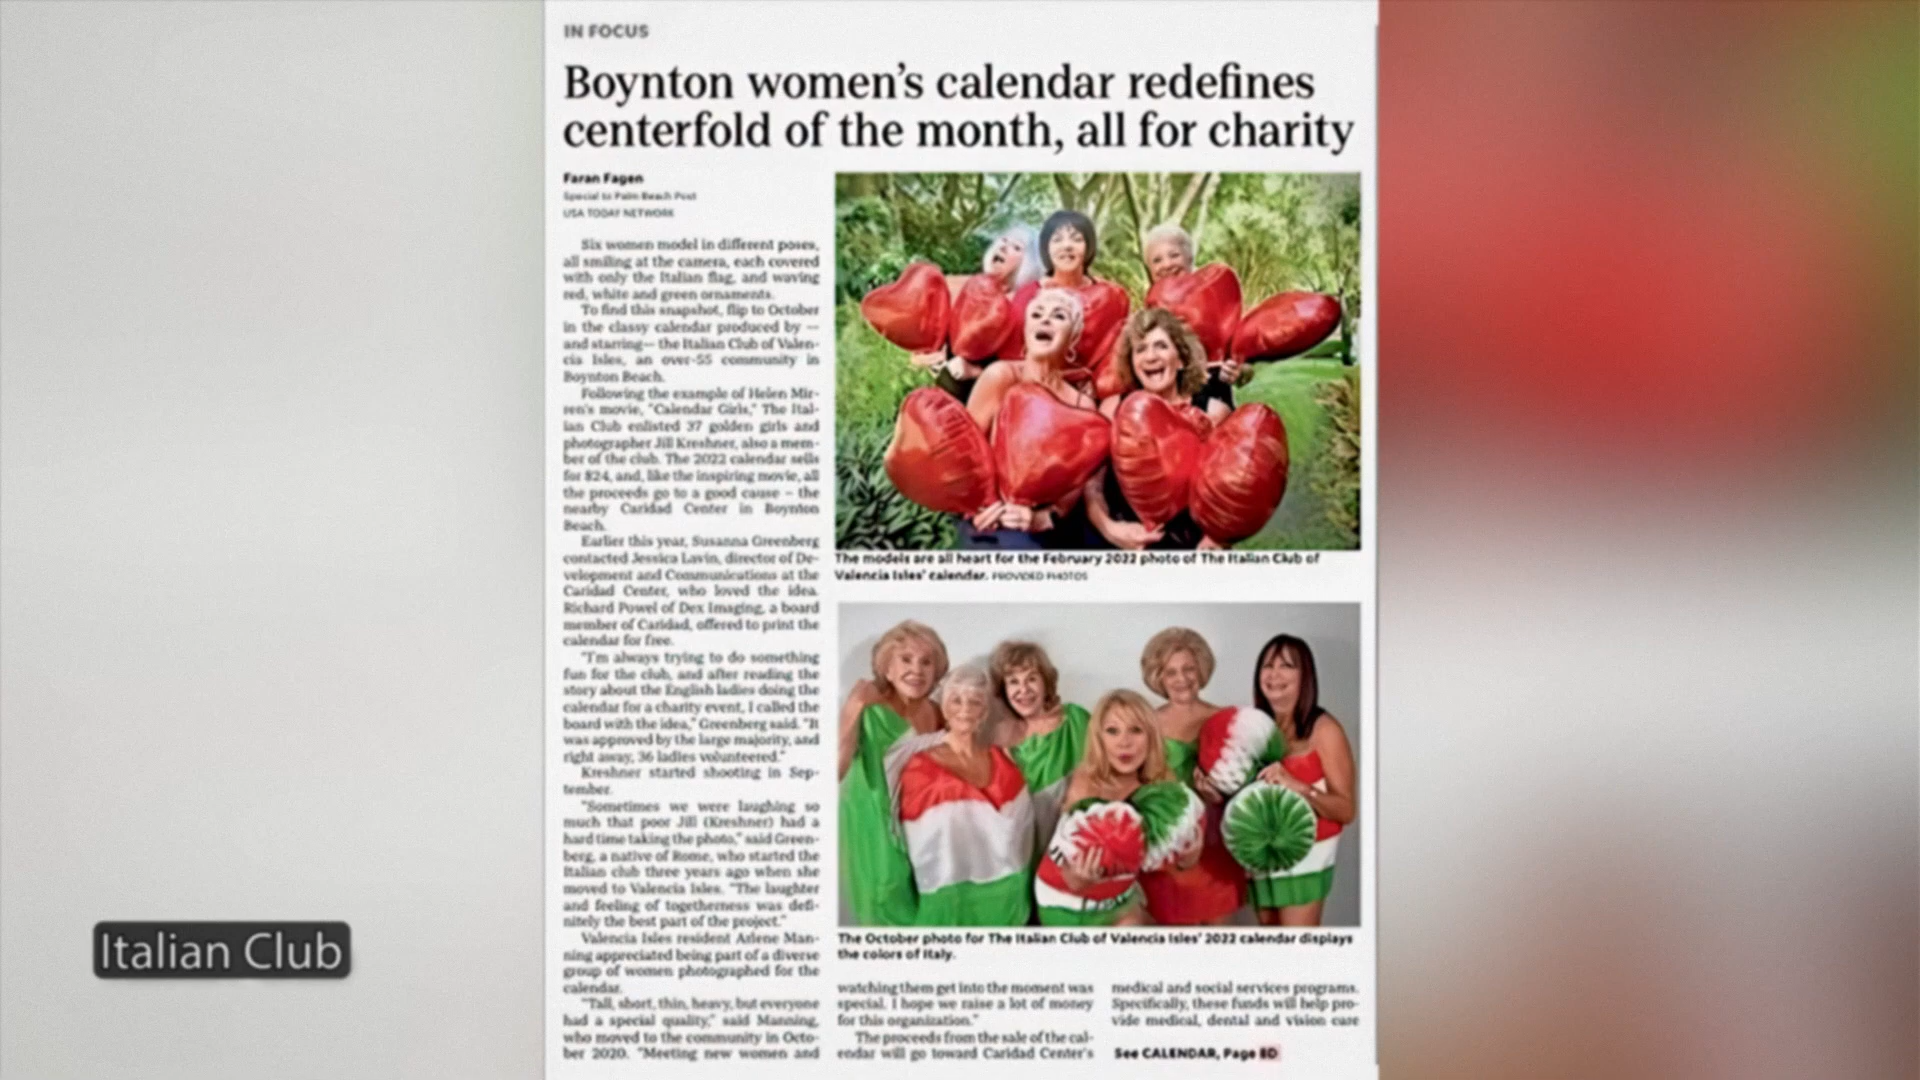 IN FOCUS
Boynton women's calendar redefines
centerfold of the month, all for charity
Faran Fagen
Special to Palm Beach Post
USA TODAY NETWORK
Six women model in different poses,
all smiling at the camera, each covered
with only the Italian flag, and waving
red, white and green ornaments.
To find this snapshot, flip to October
in the classy calendar produced by —
and starring— the Italian Club of Valen-
cia Isles, an over-55 community in
Boynton Beach.
Following the example of Helen Mir-
ren's movie, "Calendar Girls," The Ital-
ian Club enlisted 37 golden girls and
photographer Jill Kreshner, also a mem-
ber of the club. The 2022 calendar sells
for $24, and, like the inspiring movie, all
the proceeds go to a good cause – the
nearby Caridad Center in Boynton
Beach.
Earlier this year, Susanna Greenberg
contacted Jessica Lavin, director of De-
velopment and Communications at the
Caridad Center, who loved the idea.
Richard Powel of Dex Imaging, a board
member of Caridad, offered to print the
calendar for free.
"I'm always trying to do something
fun for the club, and after reading the
story about the English ladies doing the
calendar for a charity event, I called the
board with the idea," Greenberg said. "It
was approved by the large majority, and
right away, 36 ladies volunteered."
Kreshner started shooting in Sep-
tember.
"Sometimes we were laughing so
much that poor Jill (Kreshner) had a
hard time taking the photo," said Green-
berg, a native of Rome, who started the
Italian club three years ago when she
moved to Valencia Isles. "The laughter
and feeling of togetherness was defi-
nitely the best part of the project."
Valencia Isles resident Arlene Man-
ning appreciated being part of a diverse
group of women photographed for the
calendar.
"Tall, short, thin, heavy, but everyone
had a special quality," said Manning,
who moved to the community in Octo-
ber 2020. "Meeting new women and
The models are all heart for the February 2022 photo of The Italian Club of
Valencia Isles' calendar. PROVIDED PHOTOS
The October photo for The Italian Club of Valencia Isles' 2022 calendar displays
the colors of Italy.
watching them get into the moment was
special. I hope we raise a lot of money
for this organization."
The proceeds from the sale of the cal-
endar will go toward Caridad Center's
medical and social services programs.
Specifically, these funds will help pro-
vide medical, dental and vision care
See CALENDAR, Page 8D
Italian Club